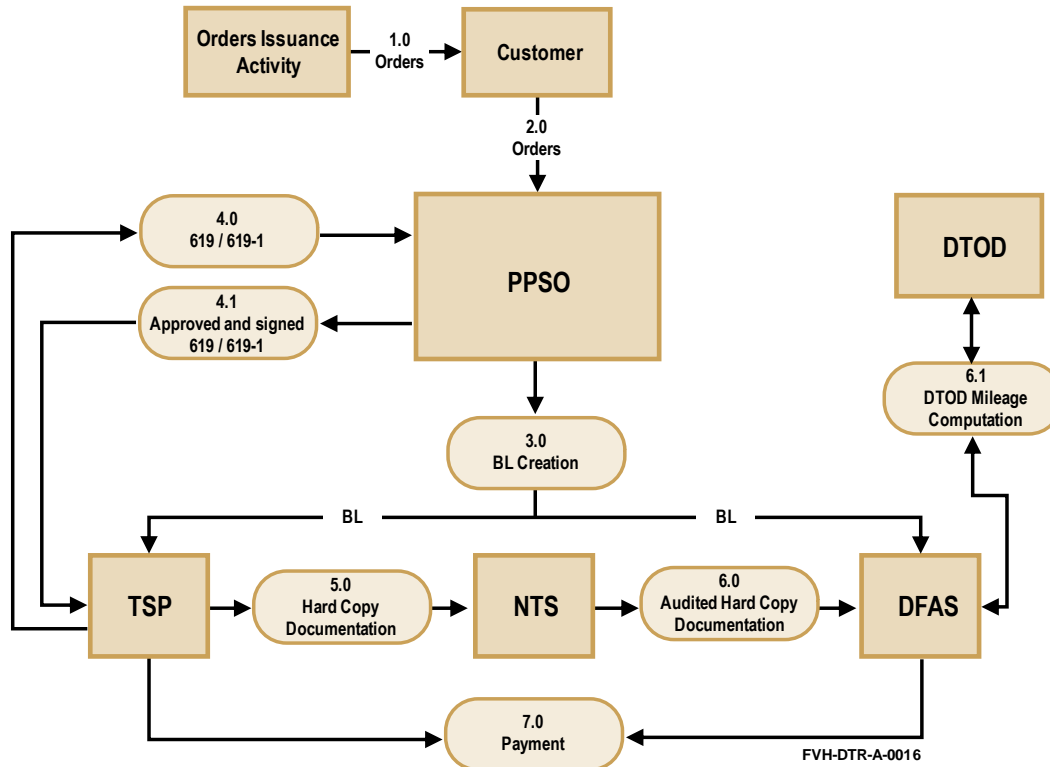 Orders Issuance
Activity
1.0
Orders
Customer
2.0
Orders
4.0
619 / 619-1
PPSO
DTOD
4.1
Approved and signed
619 / 619-1
6.1
DTOD Mileage
Computation
3.0
BL Creation
BL
BL
TSP
5.0
Hard Copy
Documentation
NTS
6.0
Audited Hard Copy
Documentation
DFAS
7.0
Payment
FVH-DTR-A-0016